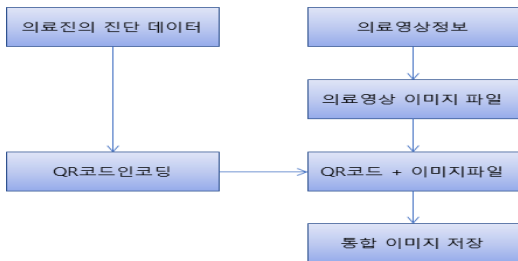 의료진의 진단 데이터
의료영상정보
의료영상 이미지 파일
QR코드인코딩
QR코드 + 이미지파일
통합 이미지 저장